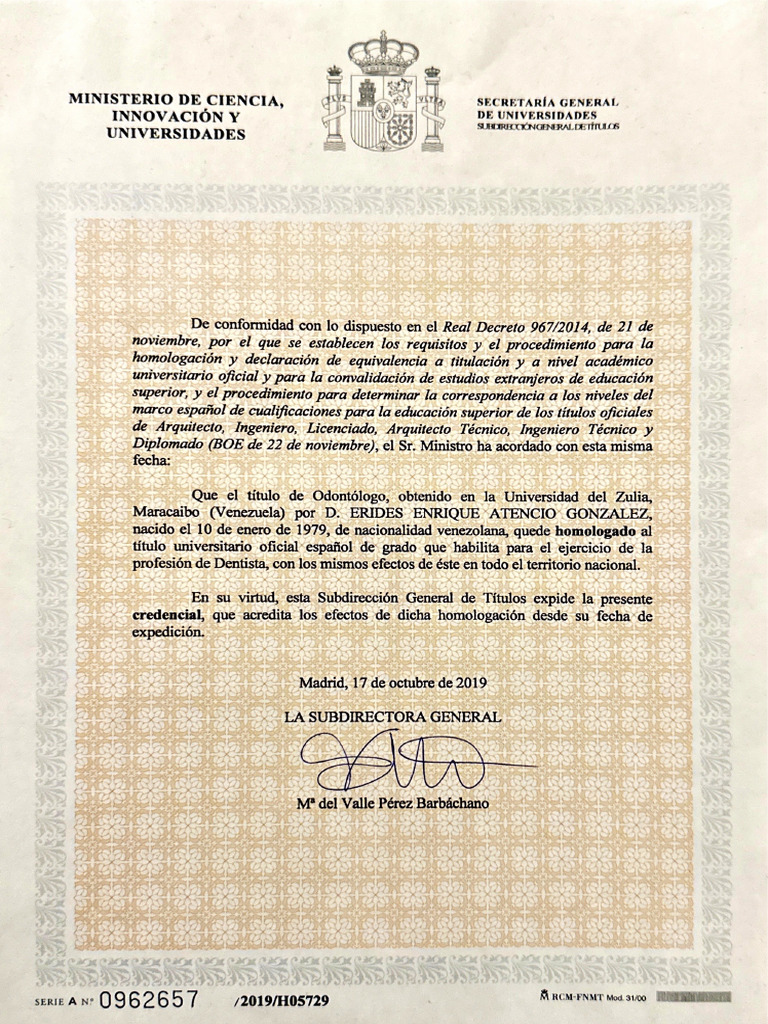 MINISTERIO DE CIENCIA,
INNOVACIÓN Y
UNIVERSIDADES
PLVS VLTRA
SECRETARÍA GENERAL
DE UNIVERSIDADES
SUBDIRECCIÓN GENERAL DE TÍTULOS
De conformidad con lo dispuesto en el Real Decreto 967/2014, de 21 de
noviembre, por el que se establecen los requisitos y el procedimiento para la
homologación y declaración de equivalencia a titulación y a nivel académico
universitario oficial y para la convalidación de estudios extranjeros de educación
superior, y el procedimiento para determinar la correspondencia a los niveles del
marco español de cualificaciones para la educación superior de los títulos oficiales
de Arquitecto, Ingeniero, Licenciado, Arquitecto Técnico, Ingeniero Técnico y
Diplomado (BOE de 22 de noviembre), el Sr. Ministro ha acordado con esta misma
fecha:
Que el título de Odontólogo, obtenido en la Universidad del Zulia,
Maracaibo (Venezuela) por D. ERIDES ENRIQUE ATENCIO GONZALEZ,
nacido el 10 de enero de 1979, de nacionalidad venezolana, quede homologado al
título universitario oficial español de grado que habilita para el ejercicio de la
profesión de Dentista, con los mismos efectos de éste en todo el territorio nacional.
En su virtud, esta Subdirección General de Títulos expide la presente
credencial, que acredita los efectos de dicha homologación desde su fecha de
expedición.
Madrid, 17 de octubre de 2019
LA SUBDIRECTORA GENERAL
Mª del Valle Pérez Barbáchano
SERIE A Nº 0962657 /2019/H05729
RCM-FNMT Mod. 31/00